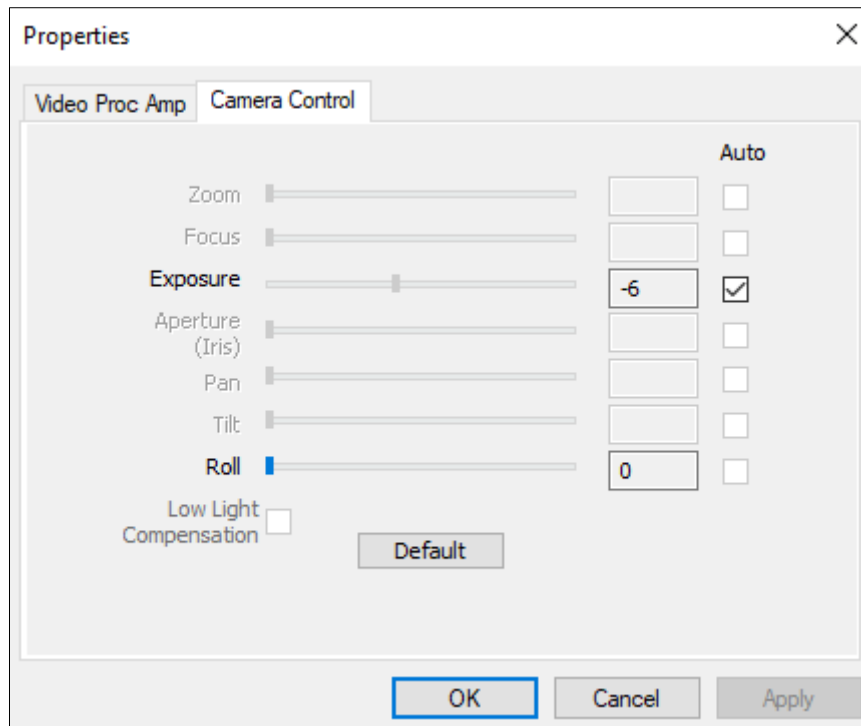 Properties
Video Proc Amp
Camera Control
Auto
Zoom
Focus
Exposure
-6
Aperture
(Iris)
Pan
Tilt
Roll
0
Low Light
Compensation
Default
OK
Cancel
Apply